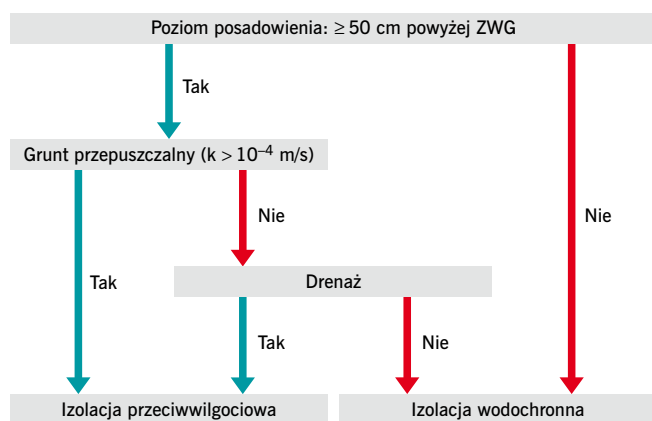 Poziom posadowienia: ≥ 50 cm powyżej ZWG
Tak
Grunt przepuszczalny (k > 10⁻⁴ m/s)
Nie
Nie
Tak
Drenaż
Tak
Nie
Izolacja przeciwwilgociowa
Izolacja wodochronna